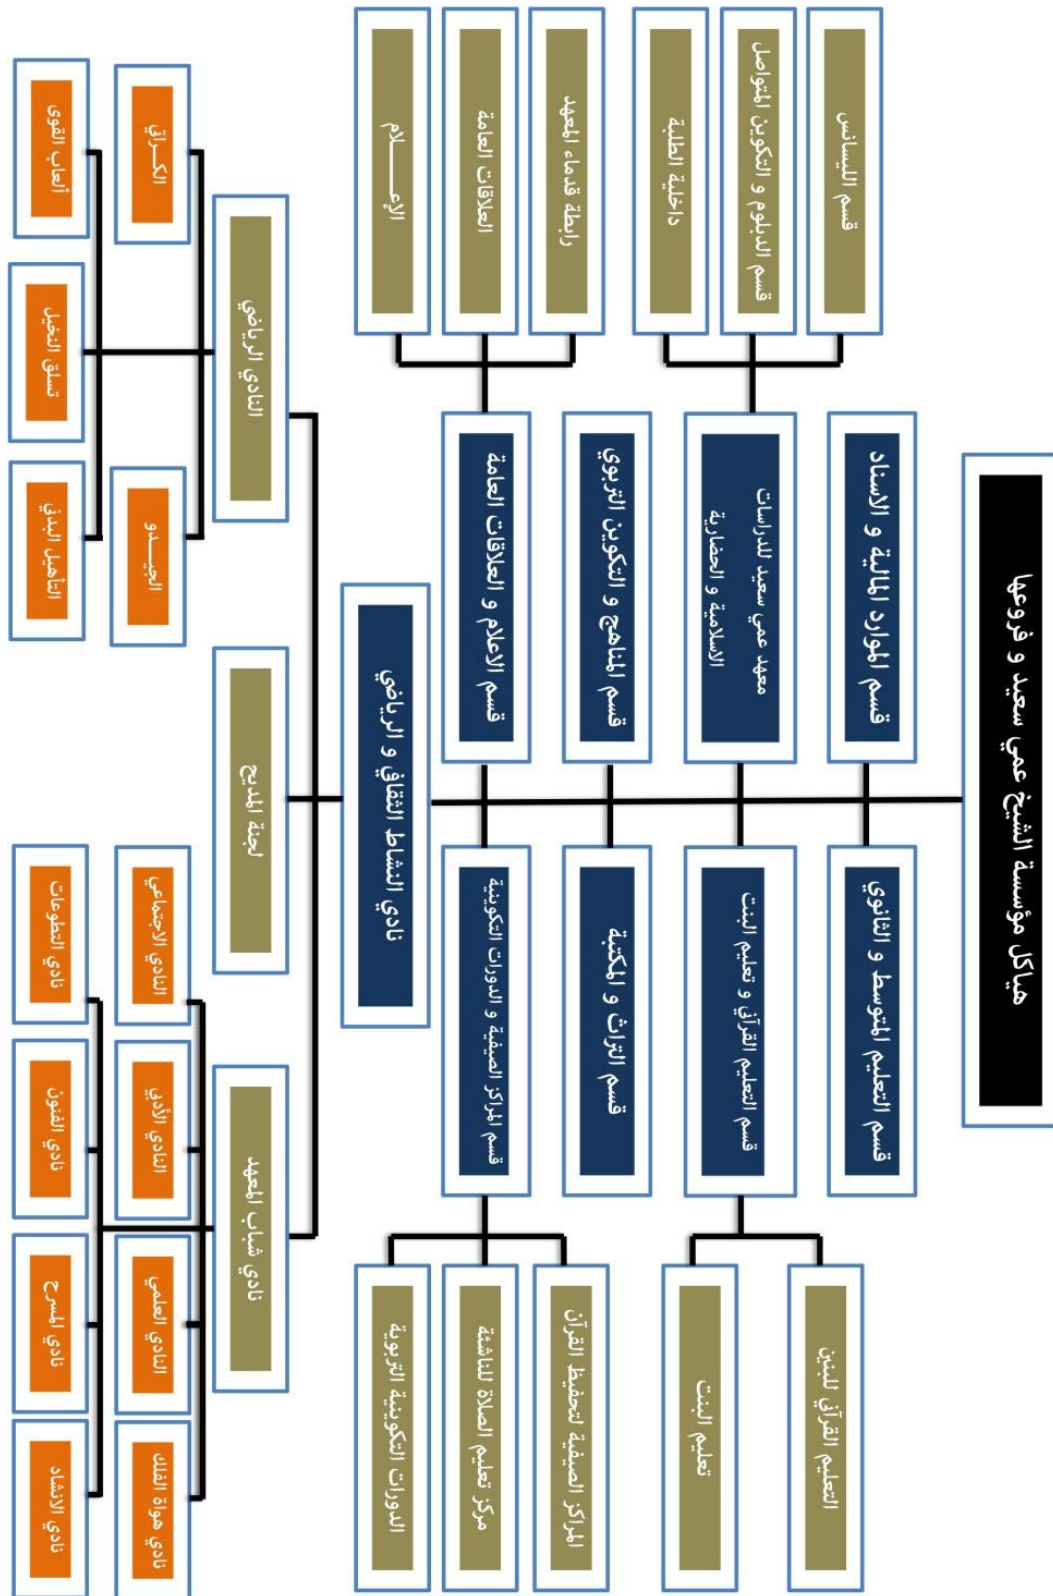 هياكل مؤسسة الشيخ عمي سعيد و فروعها
قسم التعليم المتوسط و الثانوي
قسم الموارد المالية و الاسناد
قسم التعليم القرآني و تعليم البنت
معهد عمي سعيد للدراسات
الاسلامية و الحضارية
قسم التراث و المكتبة
قسم المناهج و التكوين التربوي
قسم المراكز الصيفية و الدورات التكوينية
قسم الاعلام و العلاقات العامة
نادي النشاط الثقافي و الرياضي
التعليم القرآني للبنين
تعليم البنت
قسم الليسانس
قسم الدبلوم و التكوين المتواصل
داخلية الطلبة
المراكز الصيفية لتحفيظ القرآن
مركز تعليم الصلاة للناشئة
الدورات التكوينية التربوية
رابطة قدماء المعهد
العلاقات العامة
الإعـــــلام
نادي شباب المعهد
لجنة المديح
النادي الرياضي
نادي هواة الفلك
النادي العلمي
النادي الأدبي
النادي الاجتماعي
نادي الانشاد
نادي المسرح
نادي الفنون
نادي التطوعات
الجيـــدو
الكـــراتي
التأهيل البدني
تسلق النخيل
ألعاب القوى